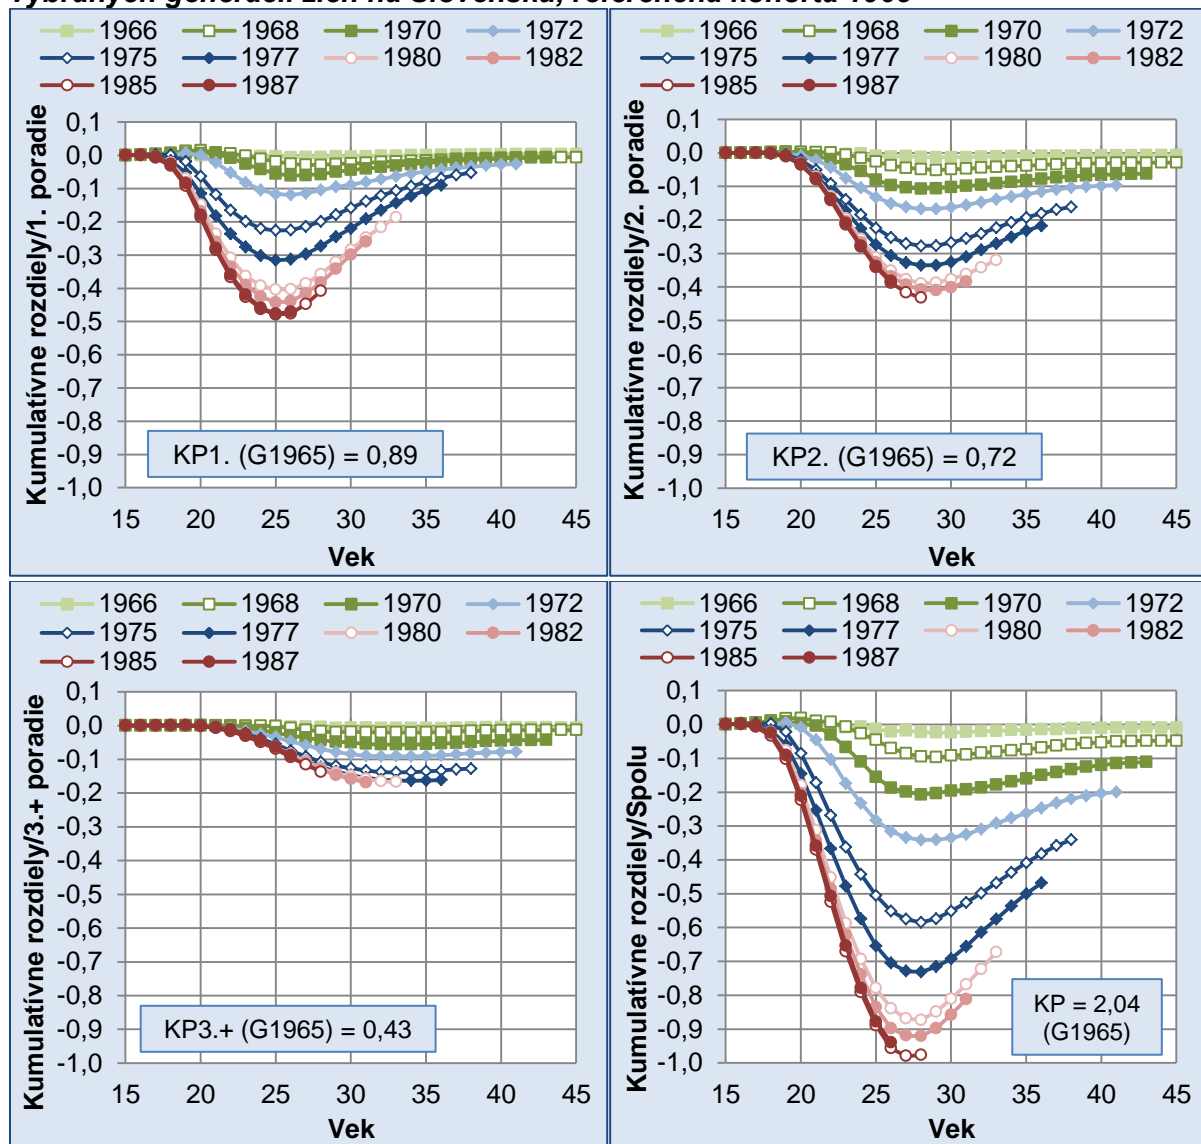 vybraných generácií žien na Slovensku, referenčná kohorta 1965
1966 1968 1970 1972
1975 1977 1980 1982
1985 1987
Kumulatívne rozdiely/1. poradie
0,1
0,0
-0,1
-0,2
-0,3
-0,4
-0,5
-0,6
-0,7
-0,8
-0,9
-1,0
KP1. (G1965) = 0,89
15 20 25 30 35 40 45
Vek
1966 1968 1970 1972
1975 1977 1980 1982
1985 1987
Kumulatívne rozdiely/2. poradie
0,1
0,0
-0,1
-0,2
-0,3
-0,4
-0,5
-0,6
-0,7
-0,8
-0,9
-1,0
KP2. (G1965) = 0,72
15 20 25 30 35 40 45
Vek
1966 1968 1970 1972
1975 1977 1980 1982
1985 1987
Kumulatívne rozdiely/3.+ poradie
0,1
0,0
-0,1
-0,2
-0,3
-0,4
-0,5
-0,6
-0,7
-0,8
-0,9
-1,0
KP3.+ (G1965) = 0,43
15 20 25 30 35 40 45
Vek
1966 1968 1970 1972
1975 1977 1980 1982
1985 1987
Kumulatívne rozdiely/Spolu
0,1
0,0
-0,1
-0,2
-0,3
-0,4
-0,5
-0,6
-0,7
-0,8
-0,9
-1,0
KP = 2,04
(G1965)
15 20 25 30 35 40 45
Vek